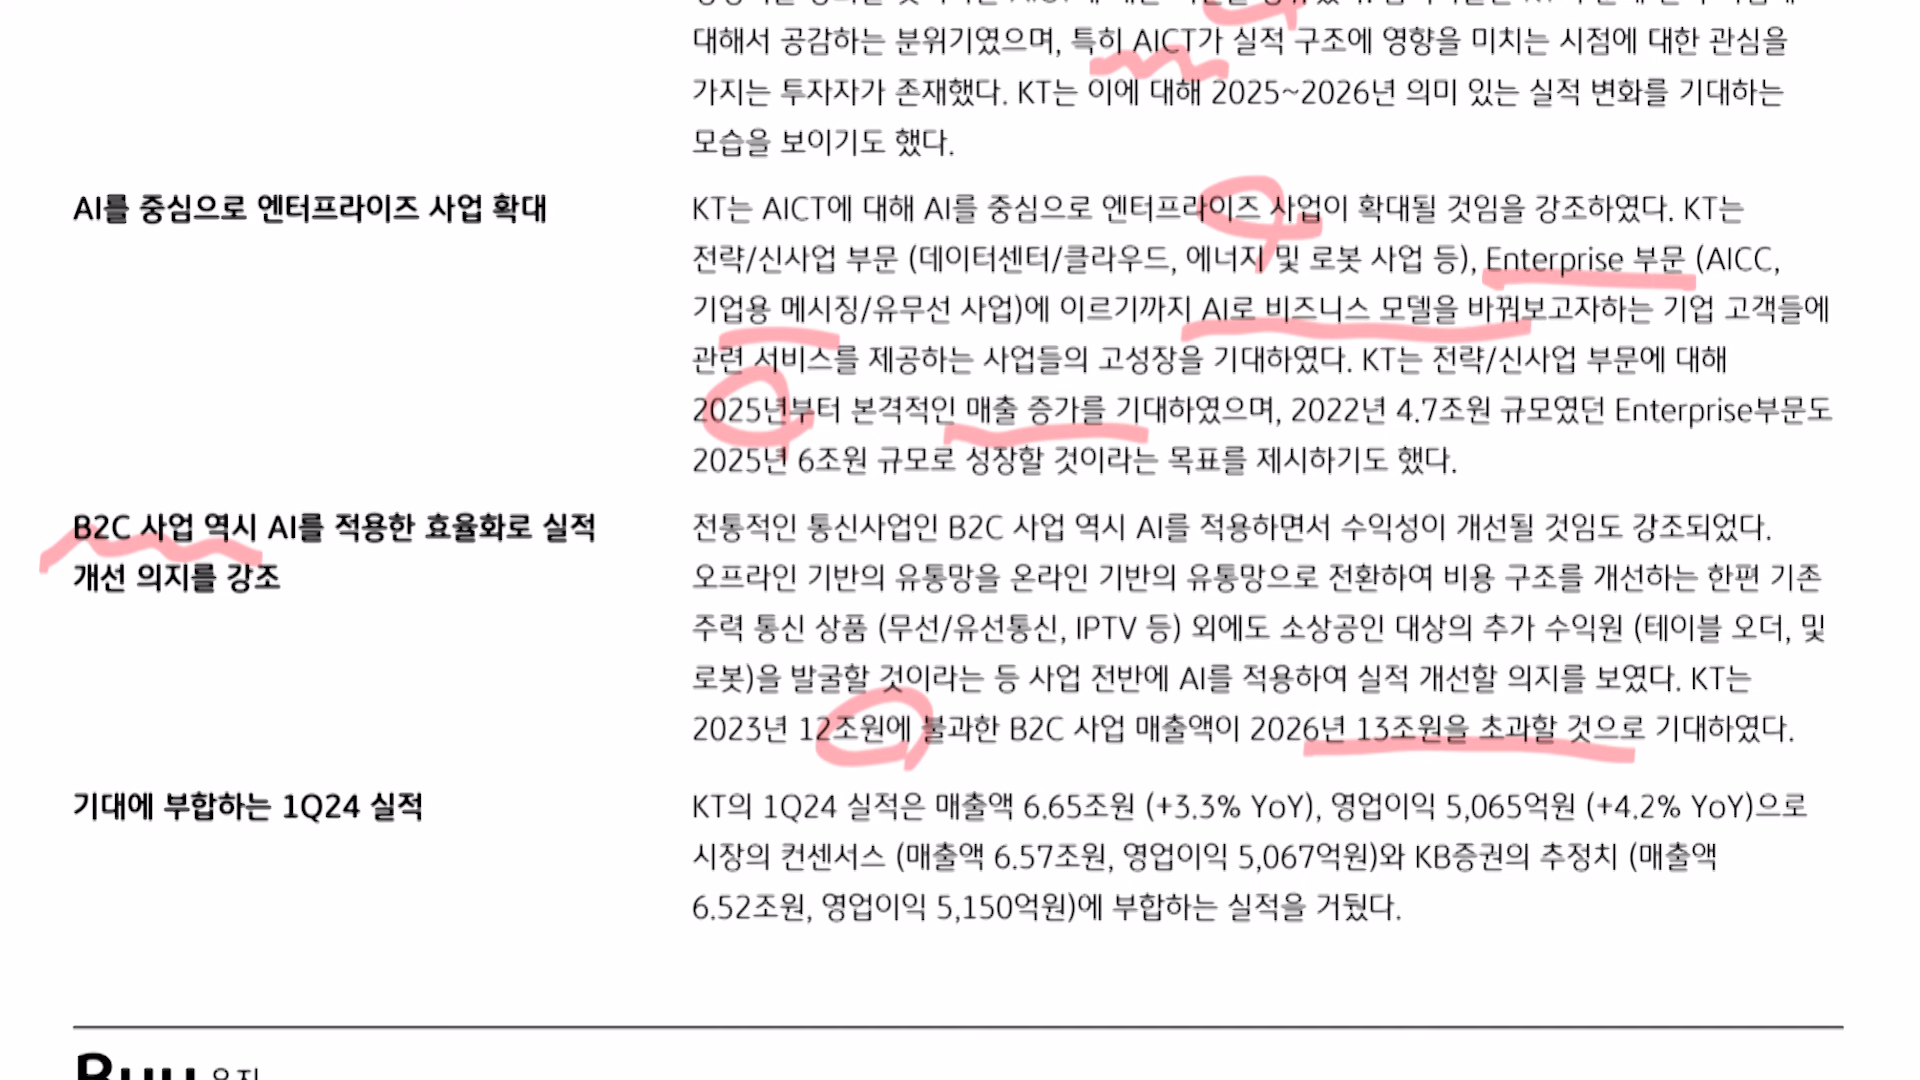 대해서 공감하는 분위기였으며, 특히 AICT가 실적 구조에 영향을 미치는 시점에 대한 관심을
가지는 투자자가 존재했다. KT는 이에 대해 2025~2026년 의미 있는 실적 변화를 기대하는
모습을 보이기도 했다.
AI를 중심으로 엔터프라이즈 사업 확대
KT는 AICT에 대해 AI를 중심으로 엔터프라이즈 사업이 확대될 것임을 강조하였다. KT는
전략/신사업 부문 (데이터센터/클라우드, 에너지 및 로봇 사업 등), Enterprise 부문 (AICC,
기업용 메시징/유무선 사업)에 이르기까지 AI로 비즈니스 모델을 바꿔보고자하는 기업 고객들에
관련 서비스를 제공하는 사업들의 고성장을 기대하였다. KT는 전략/신사업 부문에 대해
2025년부터 본격적인 매출 증가를 기대하였으며, 2022년 4.7조원 규모였던 Enterprise부문도
2025년 6조원 규모로 성장할 것이라는 목표를 제시하기도 했다.
B2C 사업 역시 AI를 적용한 효율화로 실적
개선 의지를 강조
전통적인 통신사업인 B2C 사업 역시 AI를 적용하면서 수익성이 개선될 것임도 강조되었다.
오프라인 기반의 유통망을 온라인 기반의 유통망으로 전환하여 비용 구조를 개선하는 한편 기존
주력 통신 상품 (무선/유선통신, IPTV 등) 외에도 소상공인 대상의 추가 수익원 (테이블 오더, 및
로봇)을 발굴할 것이라는 등 사업 전반에 AI를 적용하여 실적 개선할 의지를 보였다. KT는
2023년 12조원에 불과한 B2C 사업 매출액이 2026년 13조원을 초과할 것으로 기대하였다.
기대에 부합하는 1Q24 실적
KT의 1Q24 실적은 매출액 6.65조원 (+3.3% YoY), 영업이익 5,065억원 (+4.2% YoY)으로
시장의 컨센서스 (매출액 6.57조원, 영업이익 5,067억원)와 KB증권의 추정치 (매출액
6.52조원, 영업이익 5,150억원)에 부합하는 실적을 거뒀다.
Buy 유지